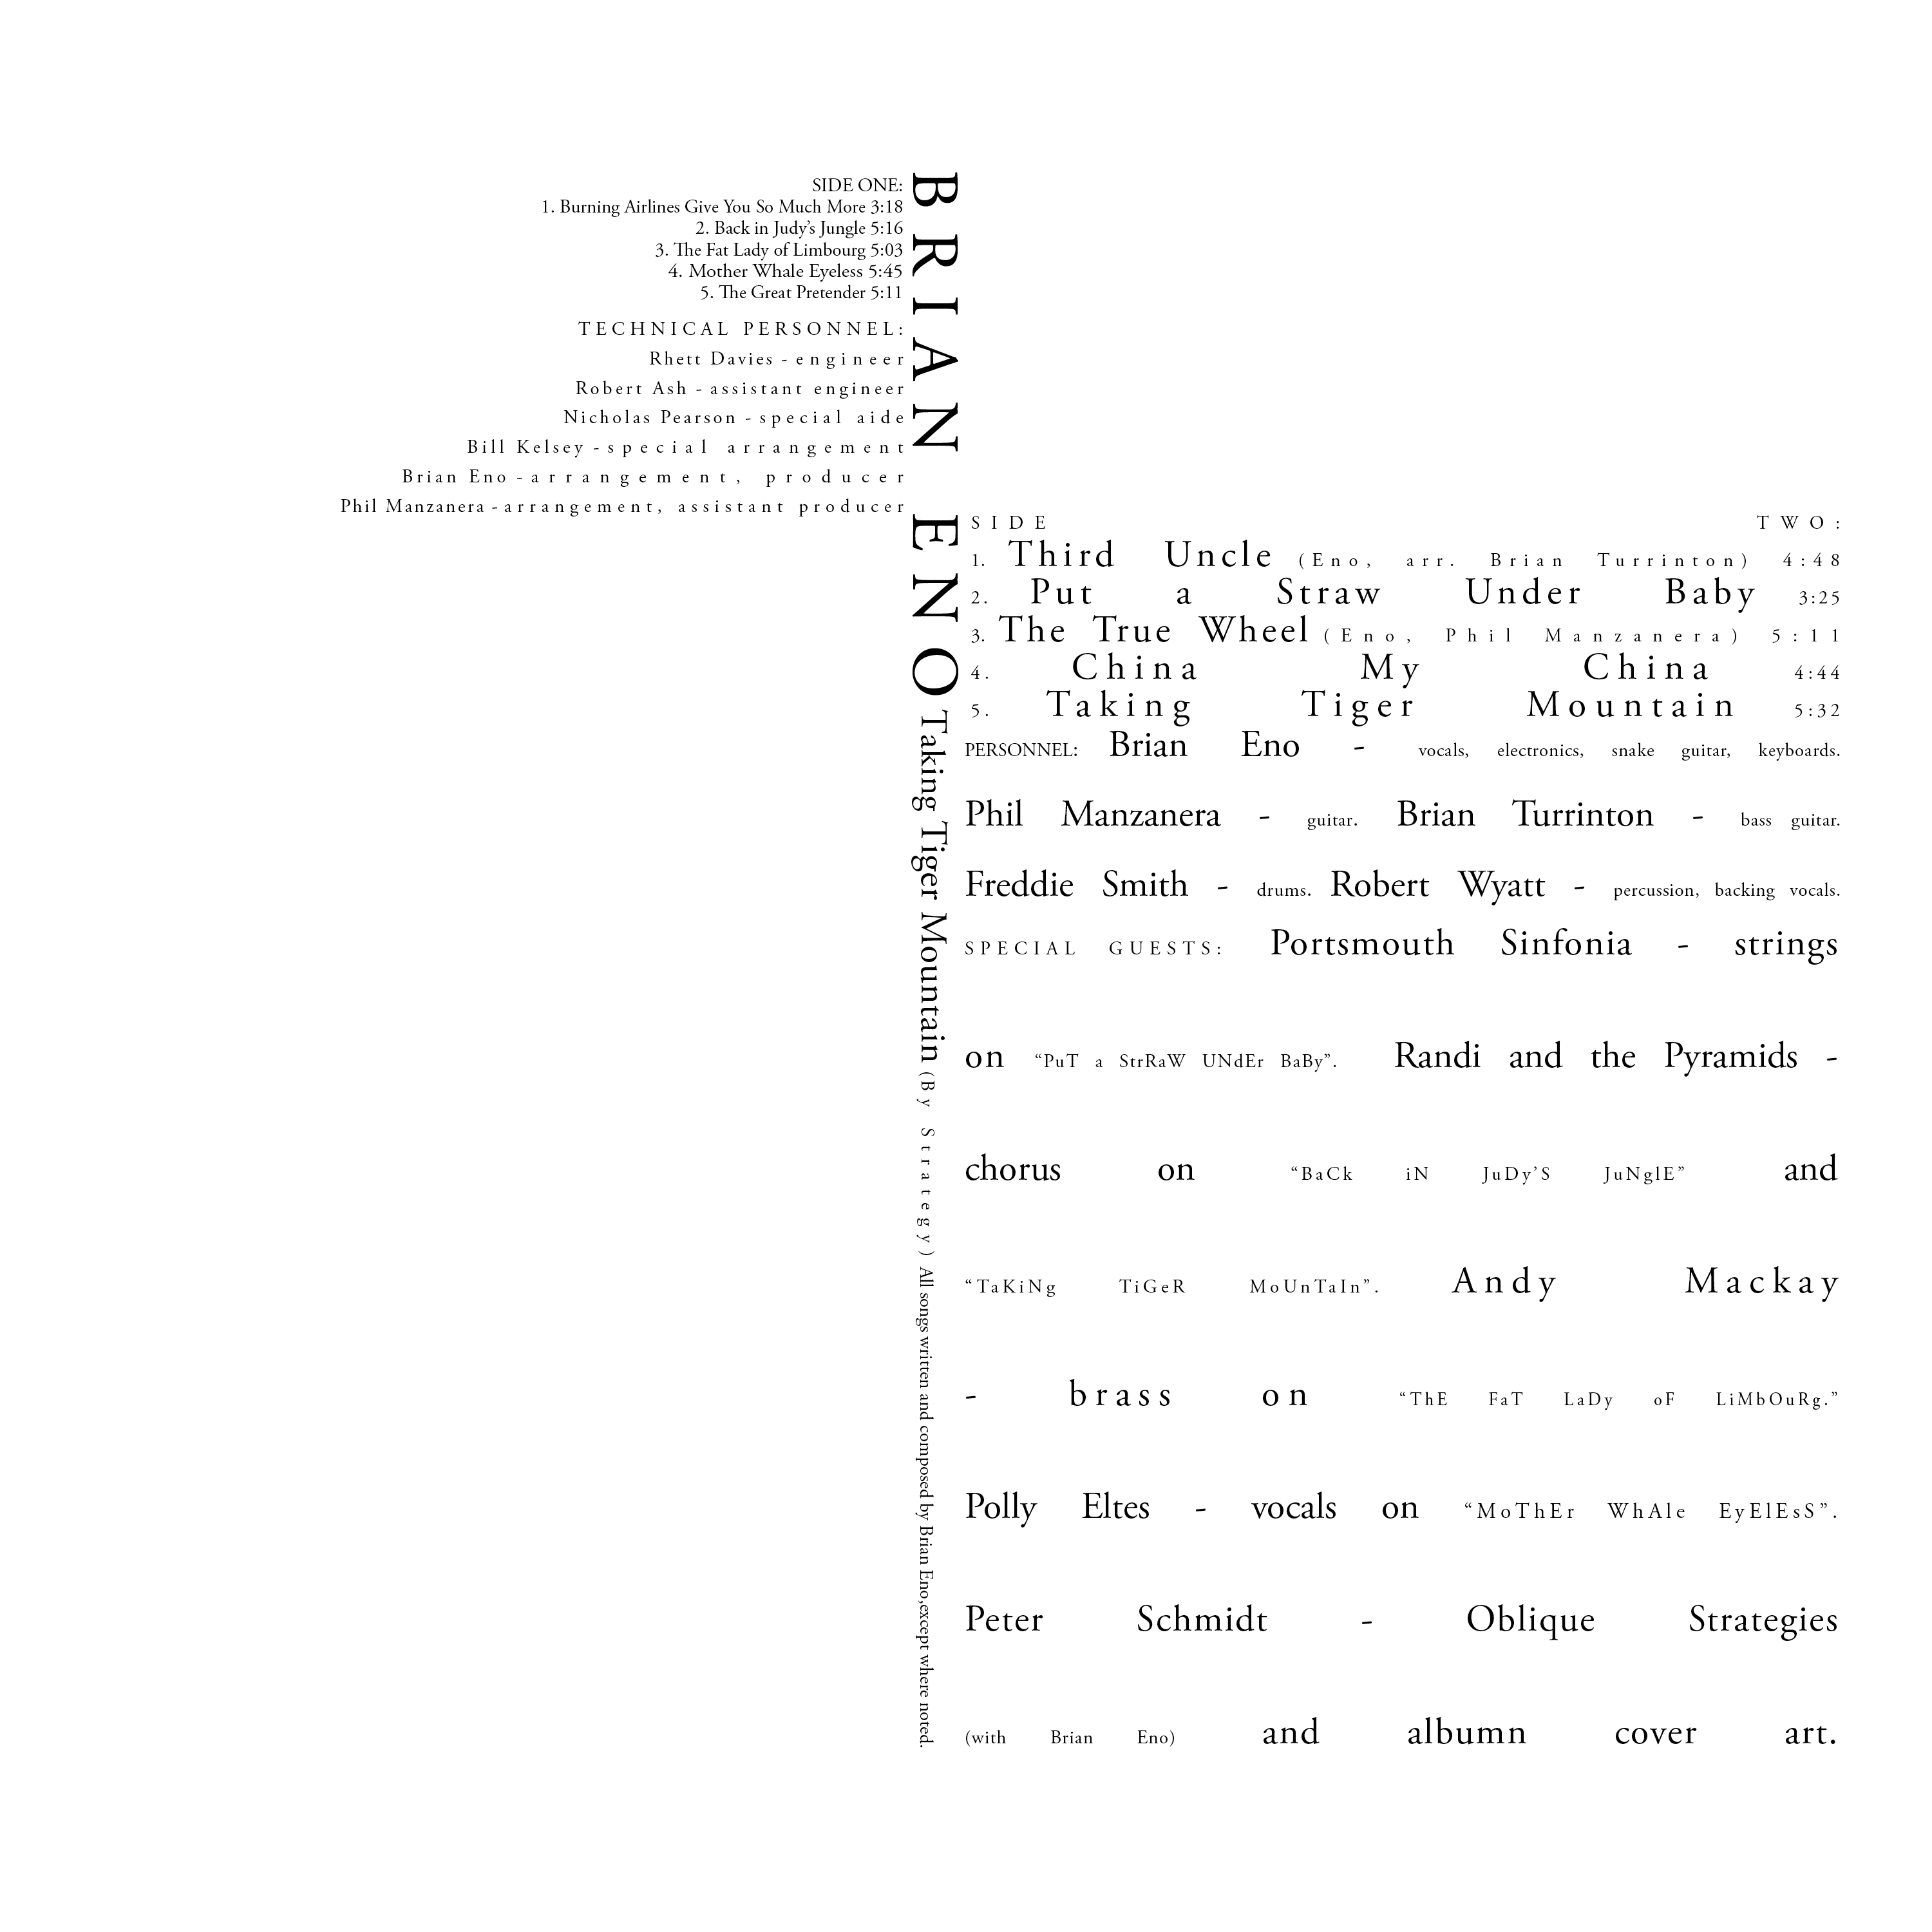 SIDE ONE:
1. Burning Airlines Give You So Much More 3:18
2. Back in Judy’s Jungle 5:16
3. The Fat Lady of Limbourg 5:03
4. Mother Whale Eyeless 5:45
5. The Great Pretender 5:11
TECHNICAL PERSONNEL:
Rhett Davies - engineer
Robert Ash - assistant engineer
Nicholas Pearson - special aide
Bill Kelsey - special arrangement
Brian Eno - arrangement, producer
Phil Manzanera - arrangement, assistant producer
BRIAN ENO Taking Tiger Mountain (By Strategy) All songs written and composed by Brian Eno,except where noted.
SIDE TWO:
1. Third Uncle (Eno, arr. Brian Turrinton) 4:48
2. Put a Straw Under Baby 3:25
3. The True Wheel (Eno, Phil Manzanera) 5:11
4. China My China 4:44
5. Taking Tiger Mountain 5:32
PERSONNEL: Brian Eno - vocals, electronics, snake guitar, keyboards.
Phil Manzanera - guitar. Brian Turrinton - bass guitar.
Freddie Smith - drums. Robert Wyatt - percussion, backing vocals.
SPECIAL GUESTS: Portsmouth Sinfonia - strings
on “PuT a StrRaW UNdEr BaBy”. Randi and the Pyramids -
chorus on “BaCk iN JuDy’S JuNglE” and
“TaKiNg TiGeR MoUnTaIn”. Andy Mackay
- brass on “ThE FaT LaDy oF LiMbOuRg.”
Polly Eltes - vocals on “MoThEr WhAle EyElEsS”.
Peter Schmidt - Oblique Strategies
(with Brian Eno) and albumn cover art.